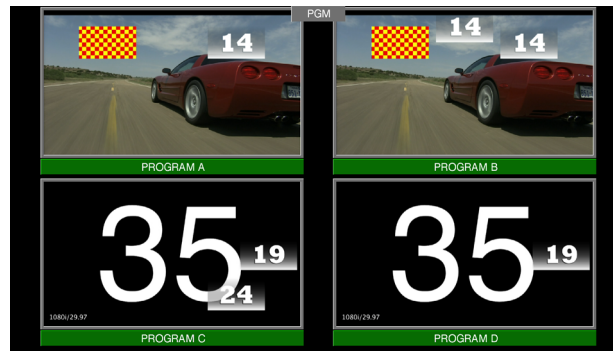 PGM
14
14
14
PROGRAM A
PROGRAM B
35
19
24
1080i/29.97
35
19
1080i/29.97
PROGRAM C
PROGRAM D